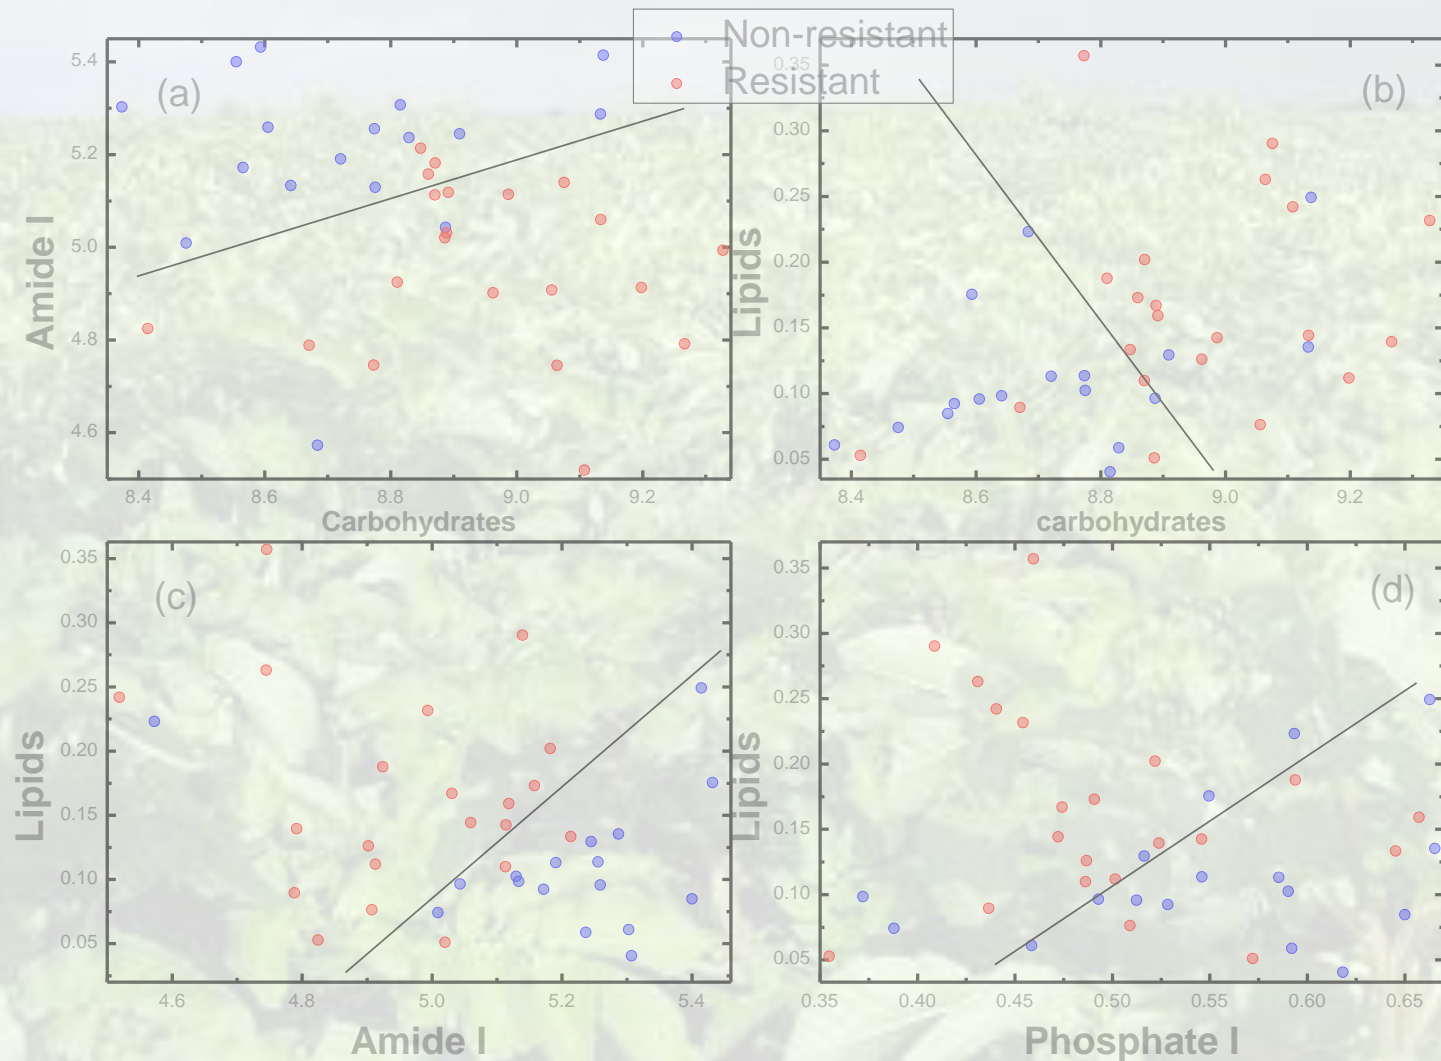 Non-resistant
Resistant
(a)
5.4
5.2
5.0
4.8
4.6
Amide I
8.4 8.6 8.8 9.0 9.2
Carbohydrates
(b)
0.35
0.30
0.25
0.20
0.15
0.10
0.05
Lipids
8.4 8.6 8.8 9.0 9.2
carbohydrates
(c)
0.35
0.30
0.25
0.20
0.15
0.10
0.05
Lipids
4.6 4.8 5.0 5.2 5.4
Amide I
(d)
0.35
0.30
0.25
0.20
0.15
0.10
0.05
Lipids
0.35 0.40 0.45 0.50 0.55 0.60 0.65
Phosphate I